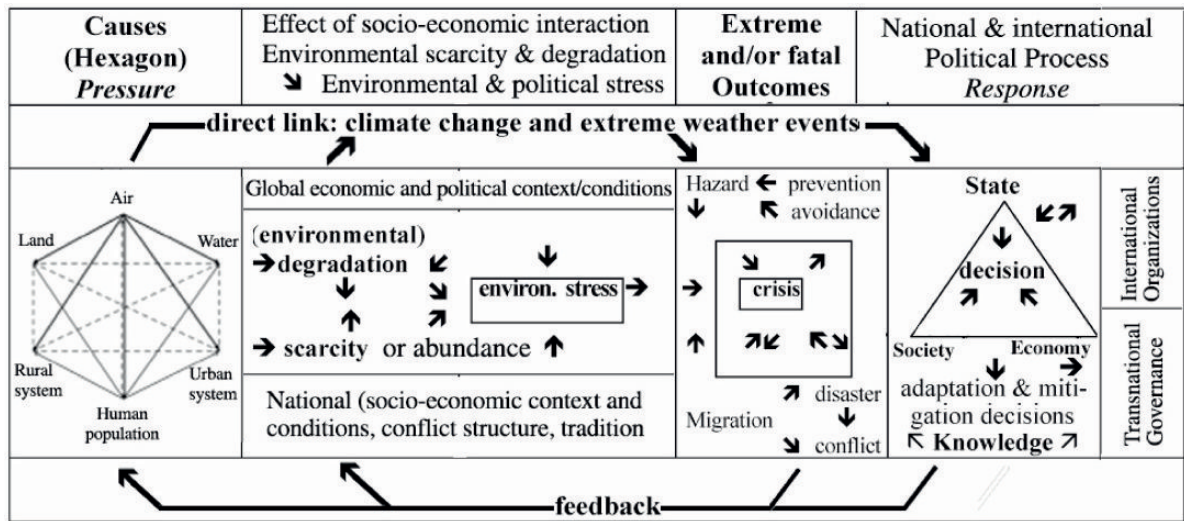 Causes
(Hexagon)
Pressure
Effect of socio-economic interaction
Environmental scarcity & degradation
Environmental & political stress
Extreme
and/or fatal
Outcomes
National & international
Political Process
Response
direct link: climate change and extreme weather events
Air
Land
Water
Rural
system
Urban
system
Human
population
Global economic and political context/conditions
(environmental)
degradation
environ. stress
scarcity or abundance
National (socio-economic context and
conditions, conflict structure, tradition
Hazard prevention
avoidance
crisis
disaster
Migration
conflict
State
decision
Society Economy
adaptation & miti-
gation decisions
Knowledge
International
Organizations
Transnational
Governance
feedback